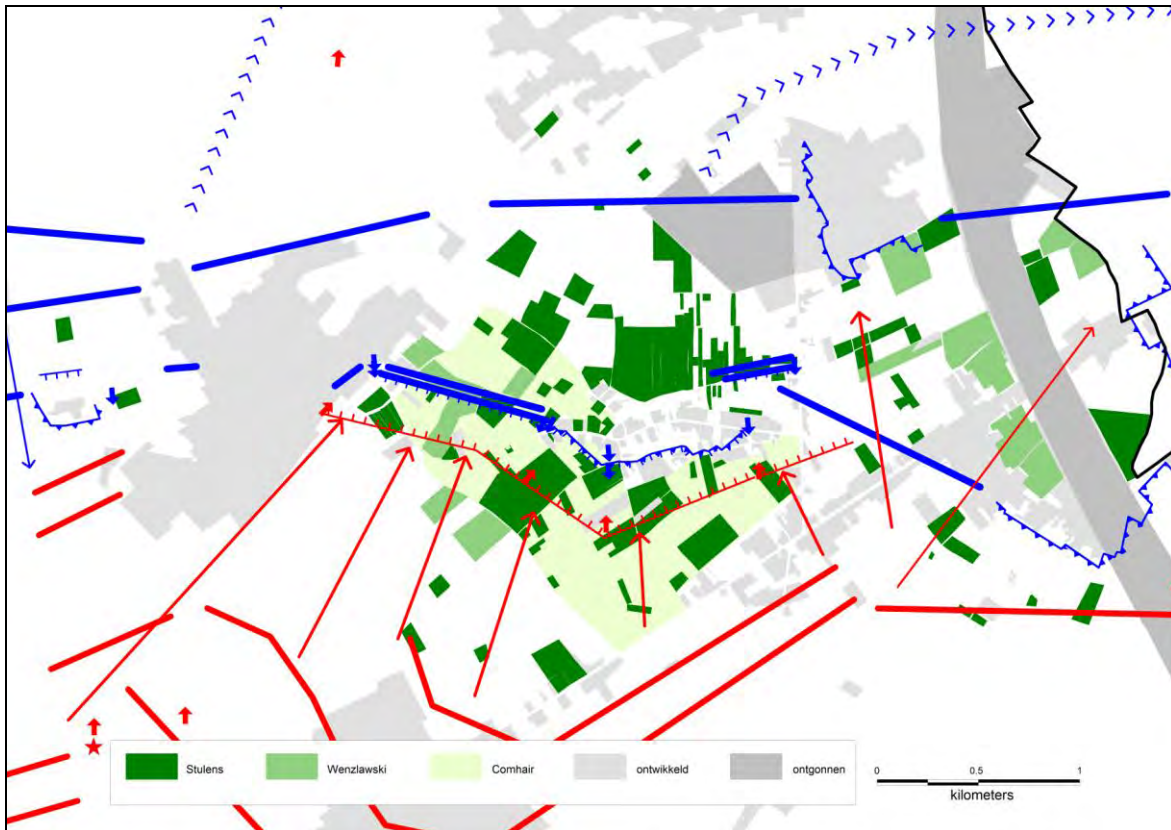 Stulens
Wenzlawski
Comhair
ontwikkeld
ontgonnen
0 0.5 1
kilometers